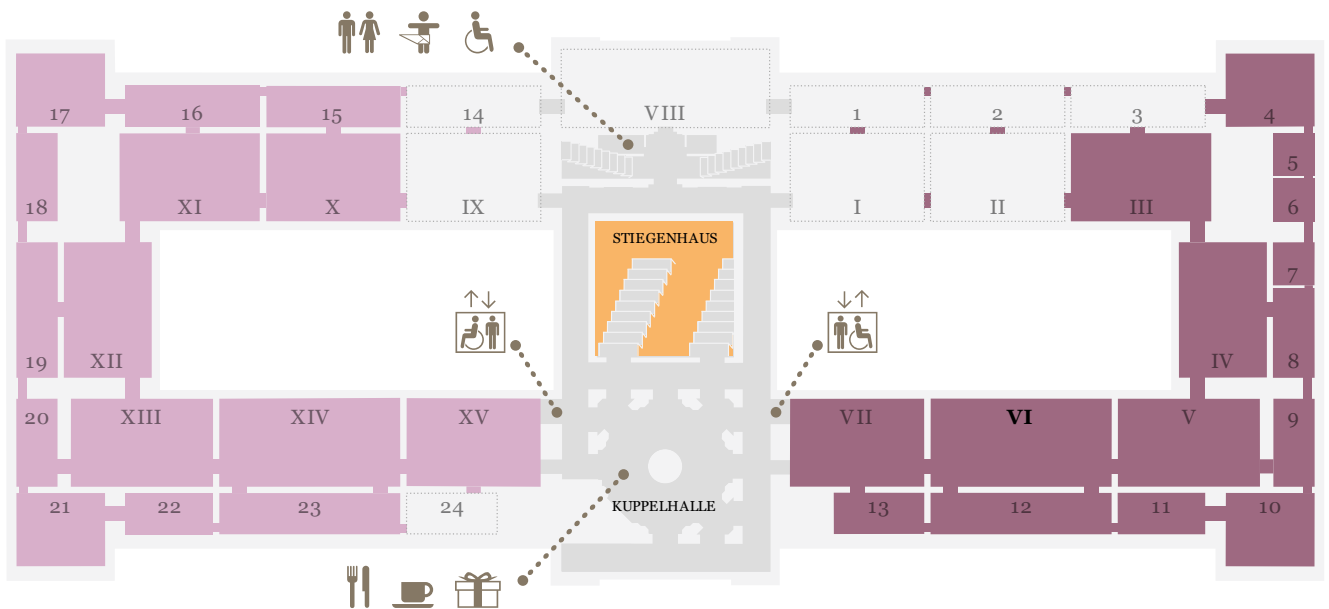 17 16 15 14 VIII 1 2 3 4
5
18 XI X IX I II III 6
STIEGENHAUS
7
19 XII IV 8
20 XIII XIV XV VII VI V 9
21 22 23 24 KUPPELHALLE 13 12 11 10